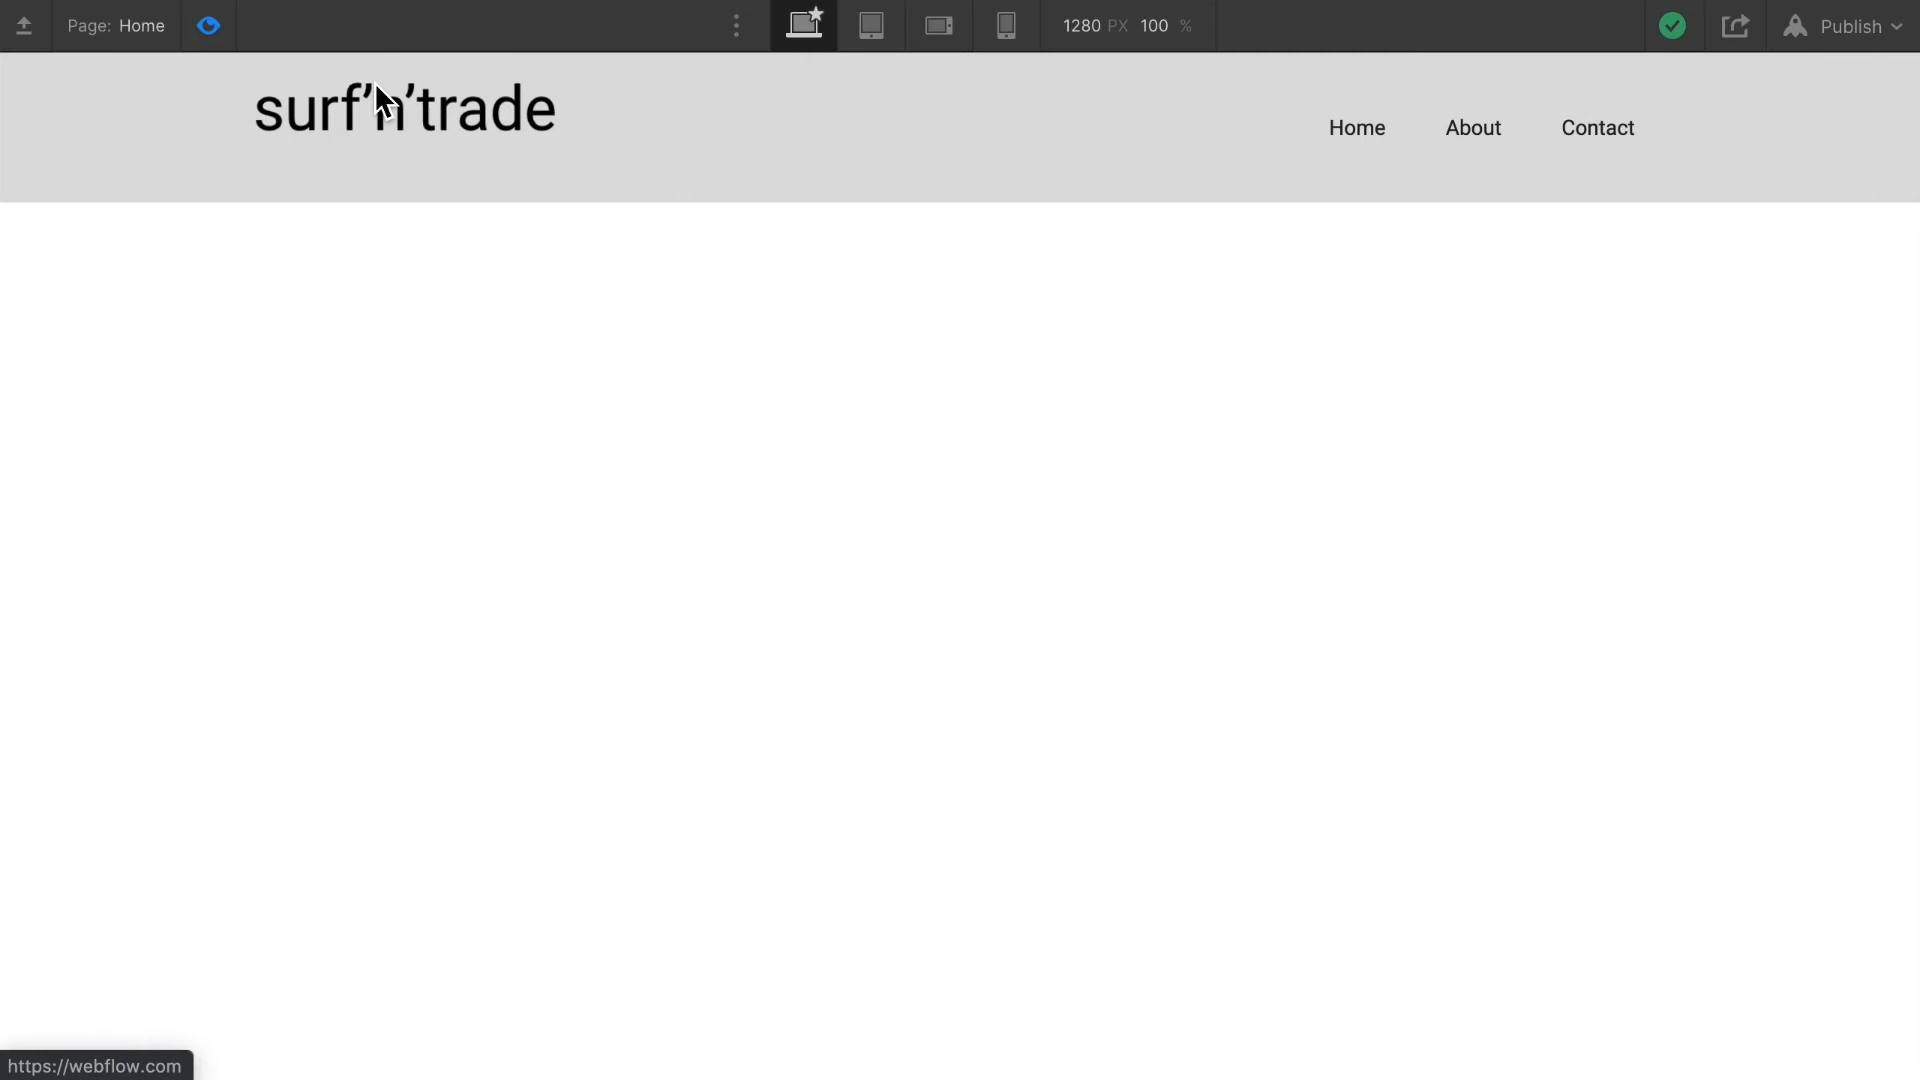 Page: Home
1280 PX 100 %
Publish
surf’n’trade
Home About Contact
https://webflow.com